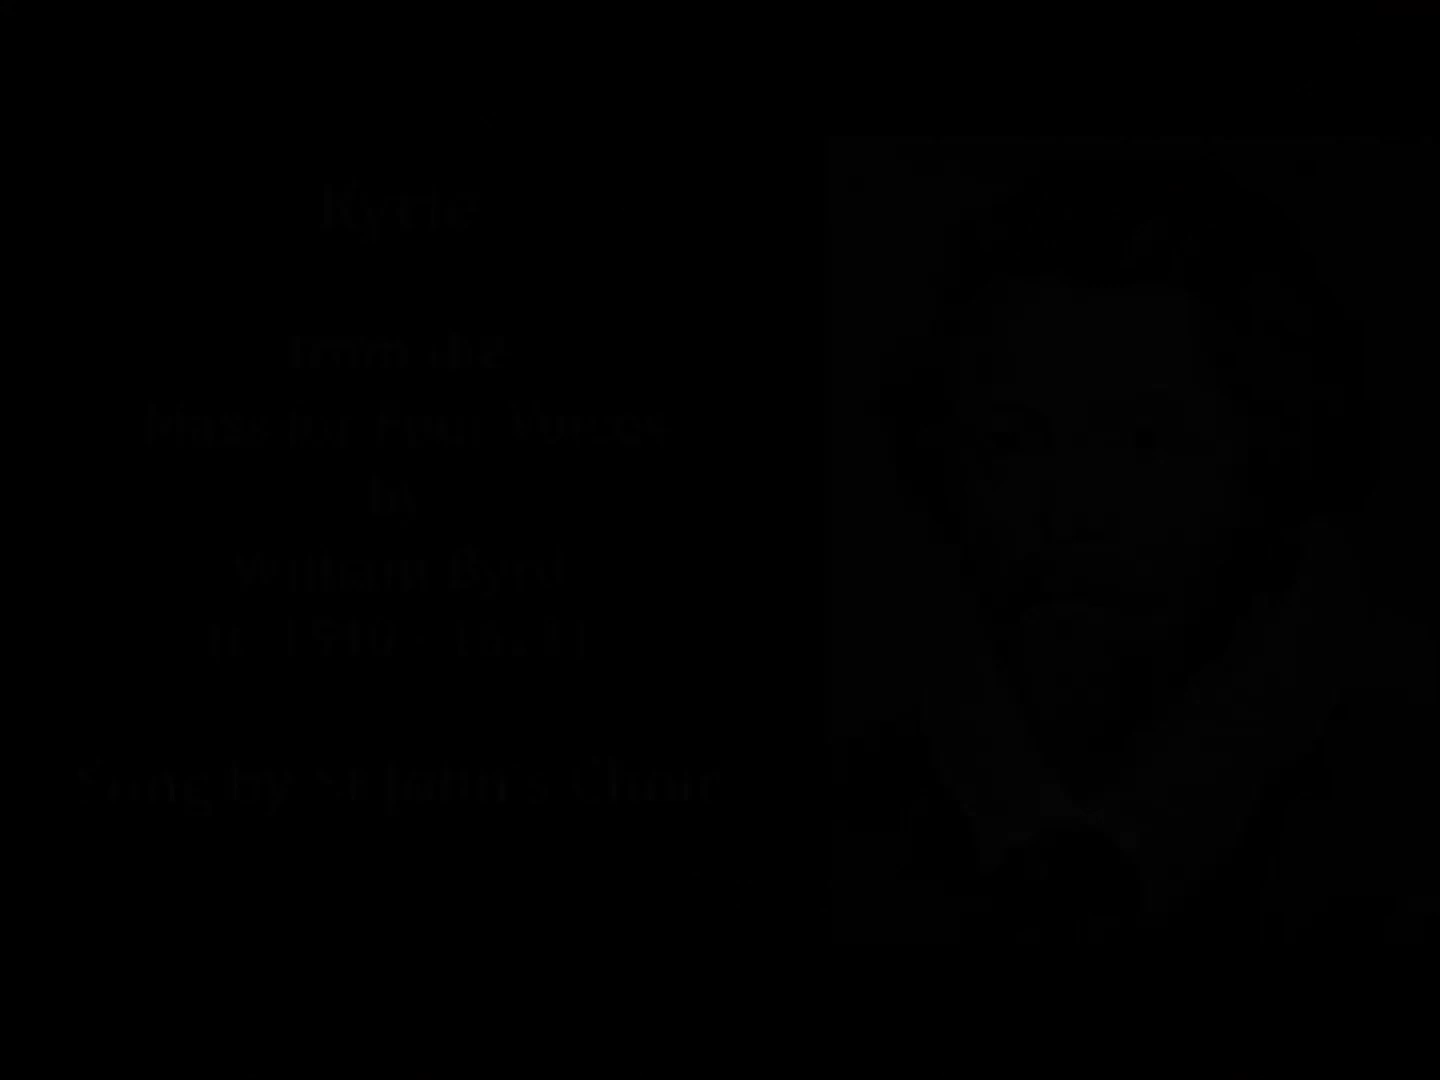 Kyrie
from the
Mass for Four Voices
by
William Byrd
Sung by St John's Choir